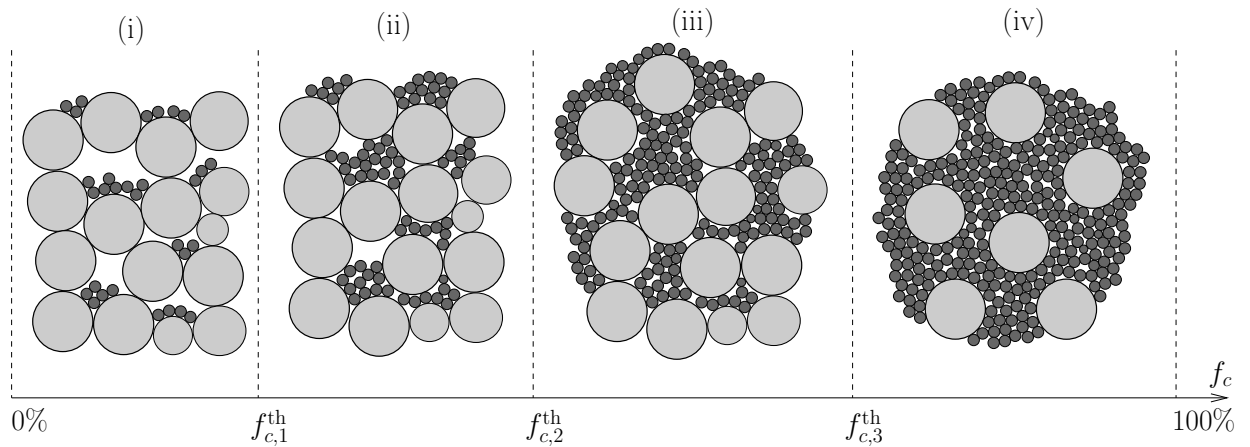 (i) (ii) (iii) (iv)
f_c
0% f_{c,1}^{th} f_{c,2}^{th} f_{c,3}^{th} 100%